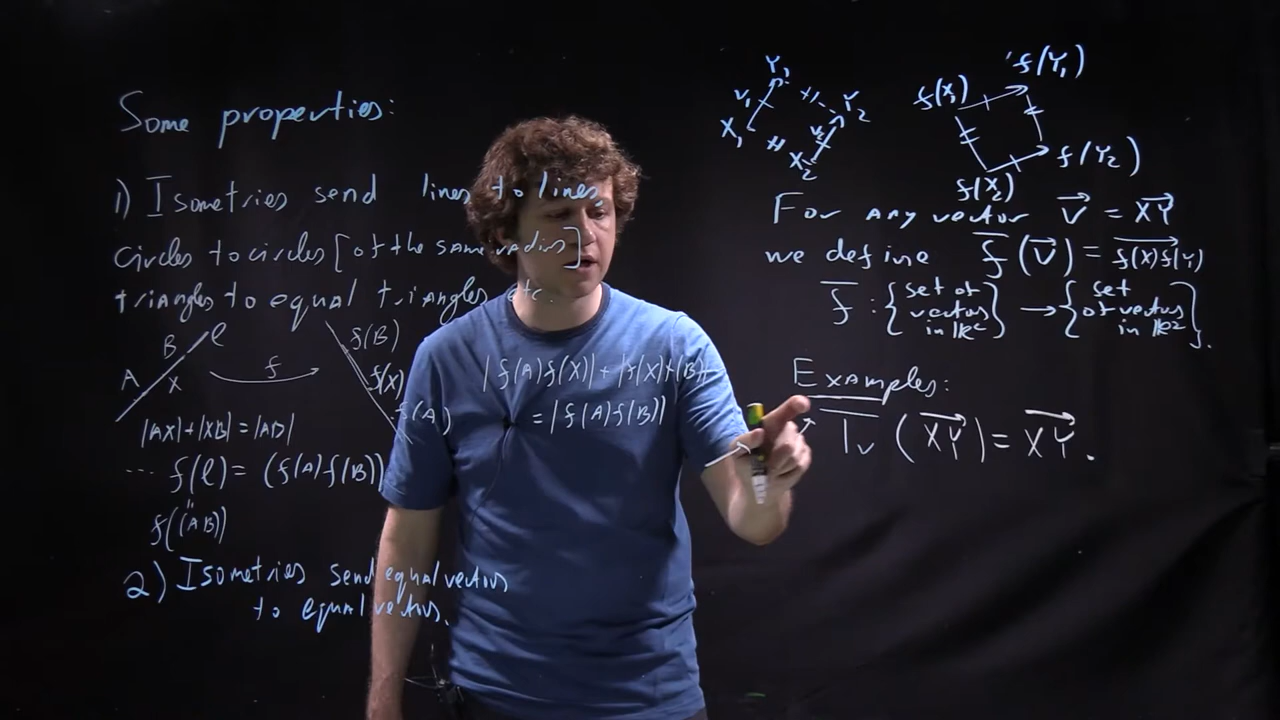 Some properties:
1) Isometries send lines to lines,
circles to circles [of the same radius]
triangles to equal triangles etc.
A B X ℓ
f
f(B)
f(X)
f(A)
|AX|+|XB|=|AB|
|f(A)f(X)|+|f(X)f(B)|
=|f(A)f(B)|
... f(ℓ)= (f(A)f(B))
"
f((AB))
2) Isometries send equal vectors
to equal vectors.
Y₁
v₁
X₁
Y₂
v₂
X₂
f(X₁)
f(Y₁)
f(Y₂)
f(X₂)
For any vector v⃗ = XY⃗
we define f̅(v⃗) = f(X)f(Y)⃗
f̅ : {set of vectors in ℝ²} → {set of vectors in ℝ²}.
Examples:
T̅ᵥ (XY⃗) = XY⃗.